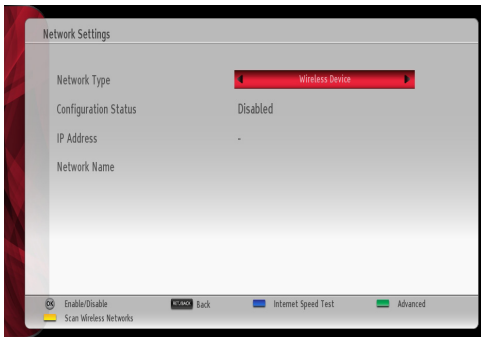 Network Settings
Network Type Wireless Device
Configuration Status Disabled
IP Address -
Network Name
OK Enable/Disable RET./BACK Back Internet Speed Test Advanced
Scan Wireless Networks